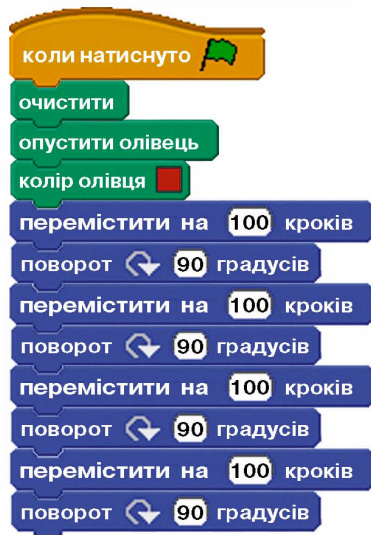 коли натиснуто
очистити
опустити олівець
колір олівця
перемістити на 100 кроків
поворот 90 градусів
перемістити на 100 кроків
поворот 90 градусів
перемістити на 100 кроків
поворот 90 градусів
перемістити на 100 кроків
поворот 90 градусів